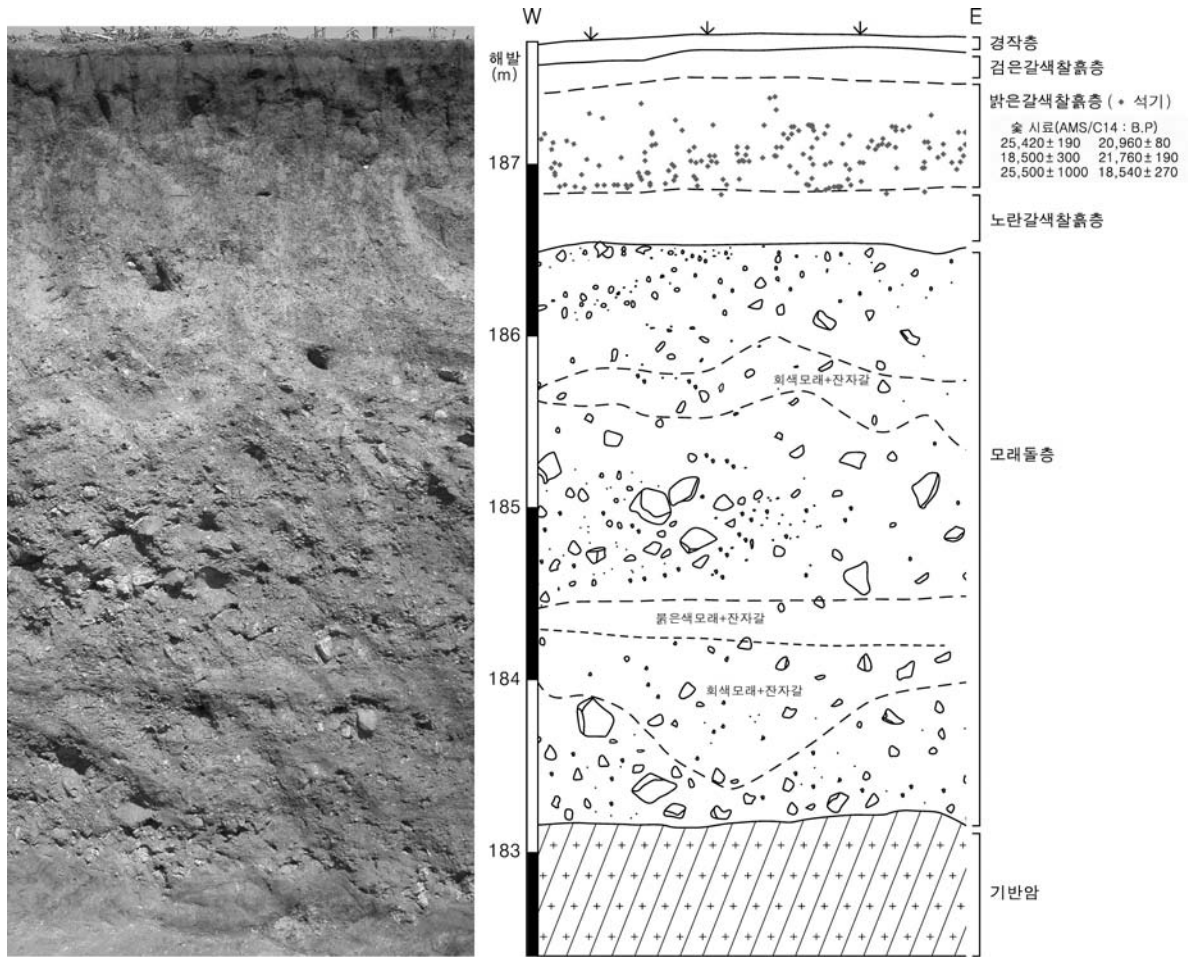 W
E
해발
(m)
187
186
185
184
183
경작층
검은갈색찰흙층
밝은갈색찰흙층 ( 석기)
숯 시료(AMS/C14 : B.P)
25,420±190 20,960±80
18,500±300 21,760±190
25,500±1000 18,540±270
노란갈색찰흙층
회색모래+잔자갈
모래돌층
붉은색모래+잔자갈
회색모래+잔자갈
기반암